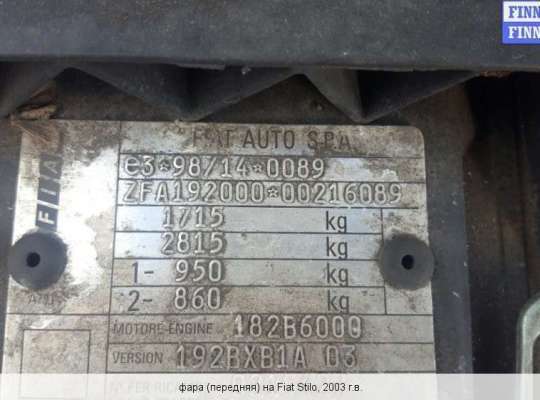 FINN
FINN
FIAT AUTO S.P.A.
e3*98/14*0089
ZFA192000*00216089
1715 kg
2815 kg
1- 950 kg
2- 860 kg
FIAT
MOTORE ENGINE 182B6000
VERSION 192BXB1A 03
фара (передняя) на Fiat Stilo, 2003 г.в.